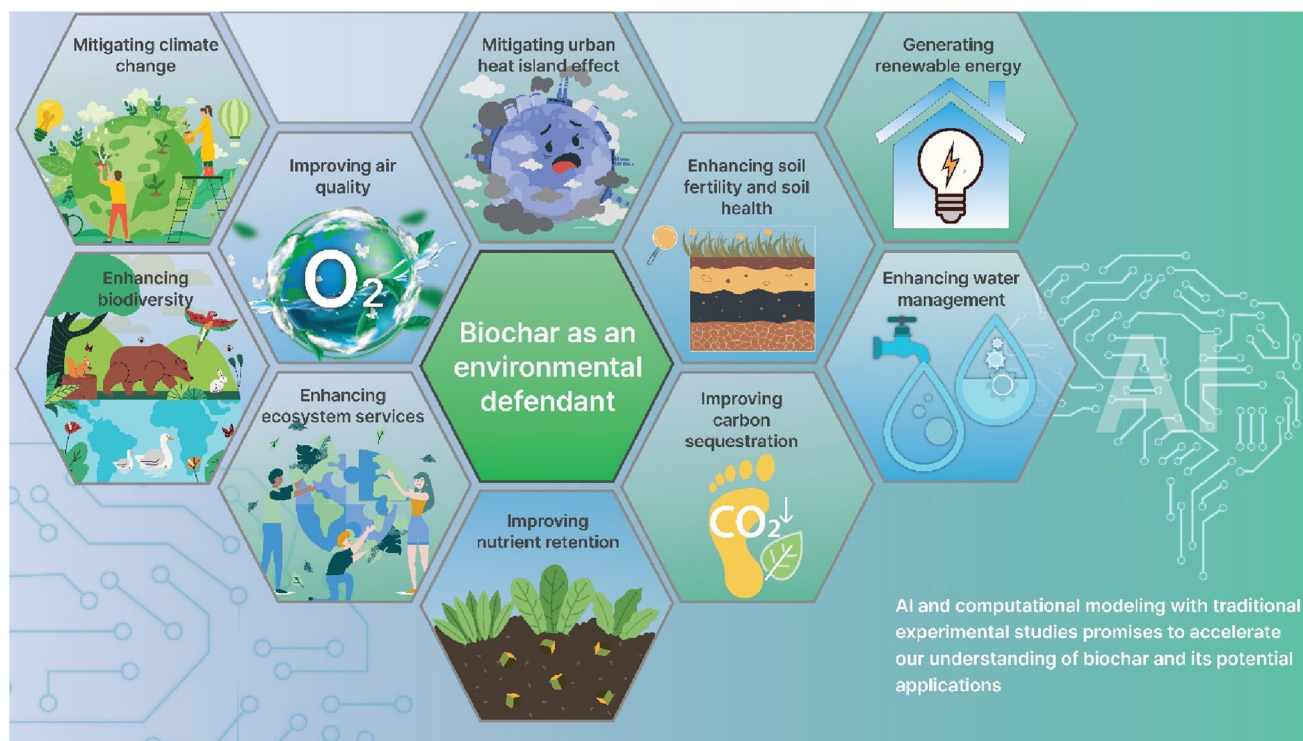 Mitigating climate
change
Mitigating urban
heat island effect
Generating
renewable energy
Improving air
quality
O2
Enhancing soil
fertility and soil
health
Enhancing
biodiversity
Biochar as an
environmental
defendant
Enhancing water
management
AI
Enhancing
ecosystem services
Improving
carbon
sequestration
CO2↓
Improving
nutrient retention
AI and computational modeling with traditional
experimental studies promises to accelerate
our understanding of biochar and its potential
applications